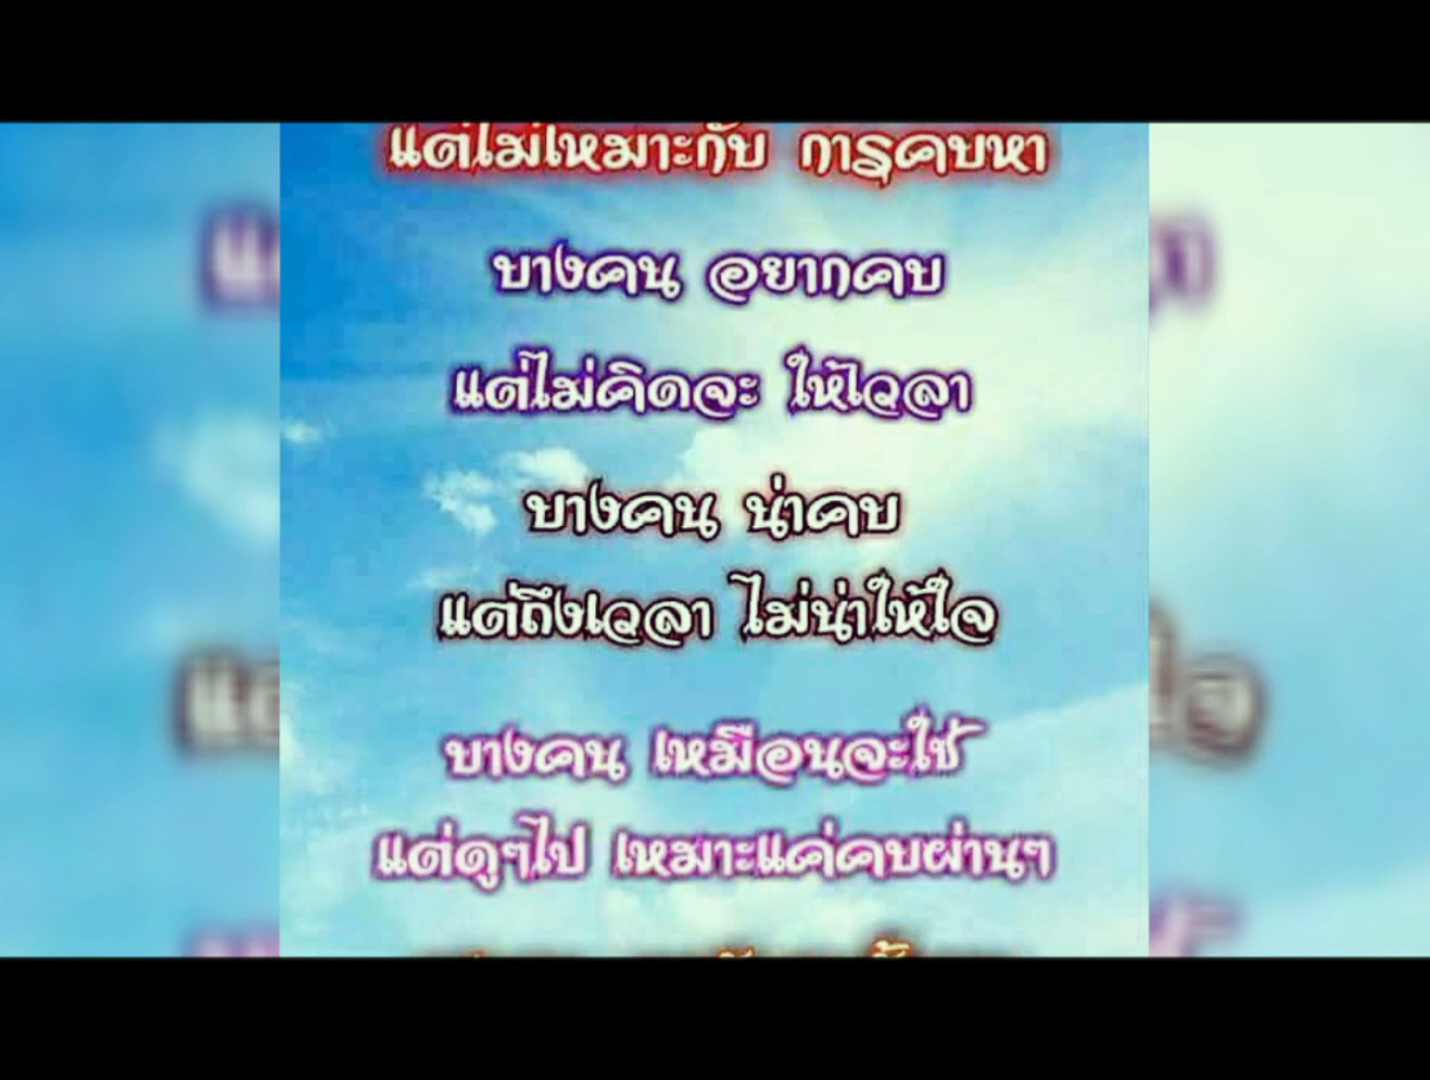 แต่ไม่เหมาะกับ การคบหา
บางคน อยากคบ
แต่ไม่คิดจะ ให้เวลา
บางคน น่าคบ
แต่ถึงเวลา ไม่น่าให้ใจ
บางคน เหมือนจะใช้
แต่ดูๆไป เหมาะแค่คบผ่านๆ